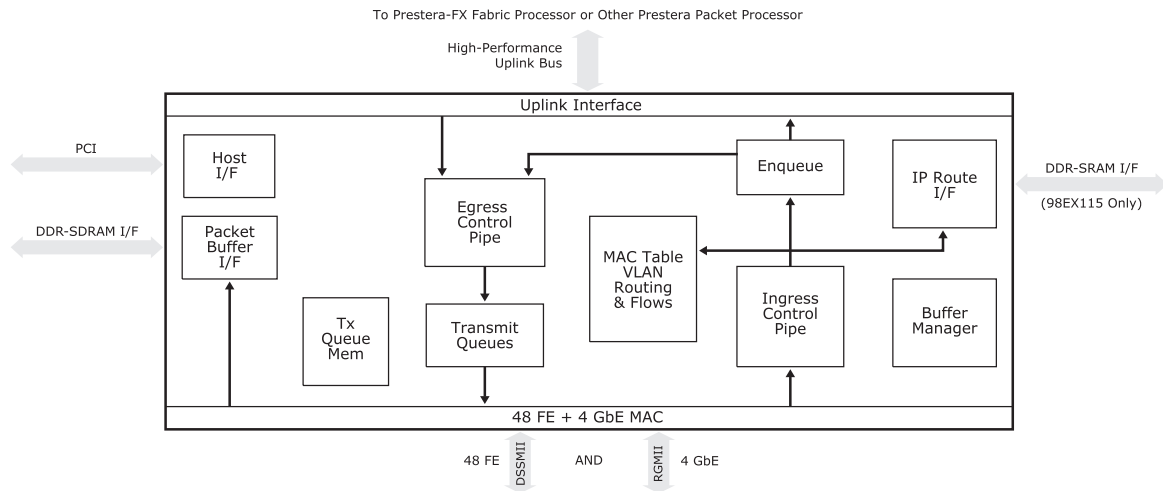 To Prestera-FX Fabric Processor or Other Prestera Packet Processor
High-Performance
Uplink Bus
Uplink Interface
PCI
Host
I/F
Enqueue
IP Route
I/F
DDR-SRAM I/F
(98EX115 Only)
DDR-SDRAM I/F
Packet
Buffer
I/F
Egress
Control
Pipe
MAC Table
VLAN
Routing
& Flows
Ingress
Control
Pipe
Buffer
Manager
Tx
Queue
Mem
Transmit
Queues
48 FE + 4 GbE MAC
48 FE
DSSMII
AND
RGMII
4 GbE